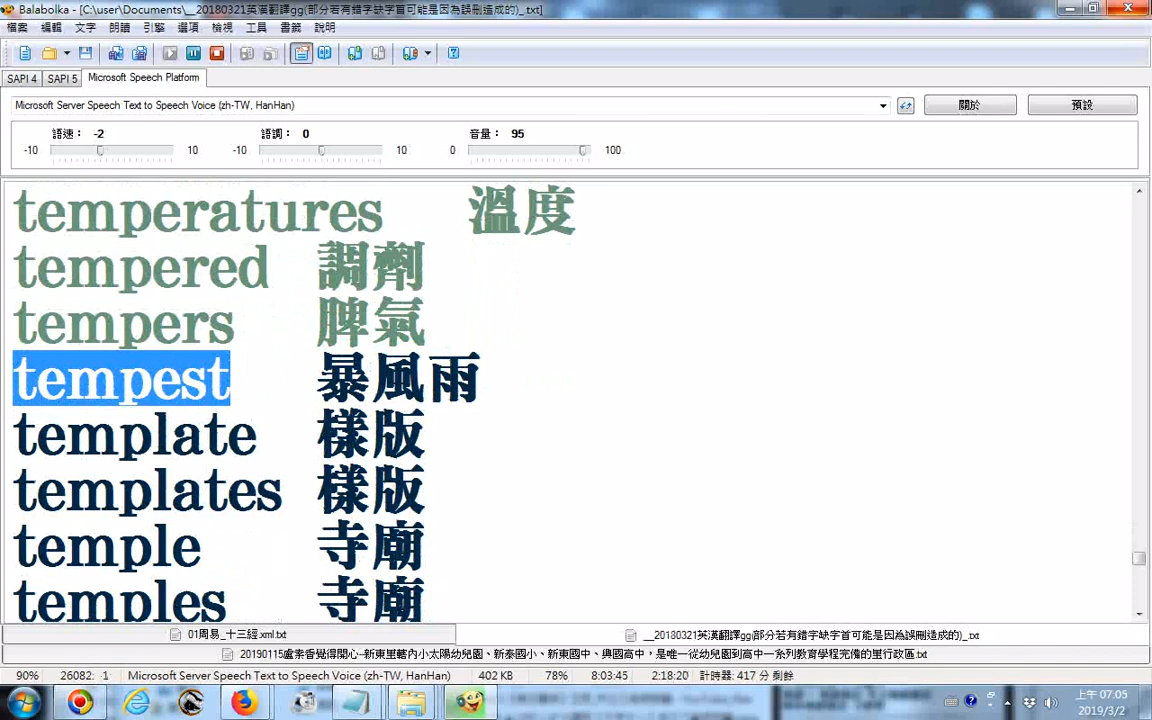 Balabolka - [C:\user\Documents\__20180321英漢翻譯gg(部分若有錯字缺字首可能是因為誤刪造成的)_.txt]
檔案 編輯 文字 朗讀 引擎 選項 檢視 工具 書籤 說明
SAPI 4 SAPI 5 Microsoft Speech Platform
Microsoft Server Speech Text to Speech Voice (zh-TW, HanHan) 關於 預設
語速： -2 語調： 0 音量： 95
-10 10 -10 10 0 100
temperatures 溫度
tempered 調劑
tempers 脾氣
tempest 暴風雨
template 樣版
templates 樣版
temple 寺廟
temples 寺廟
01周易_十三經.xml.txt __20180321英漢翻譯gg(部分若有錯字缺字首可能是因為誤刪造成的)_.txt
20190115盧素香覺得開心~新東里轄內小太陽幼兒園、新泰國小、新東國中、興國高中，是唯一從幼兒園到高中一系列教育學程完備的里行政區.txt
90% 26082: 1 Microsoft Server Speech Text to Speech Voice (zh-TW, HanHan) 402 KB 78% 8:03:45 2:18:20 計時器: 417 分 剩餘
上午 07:05
2019/3/2